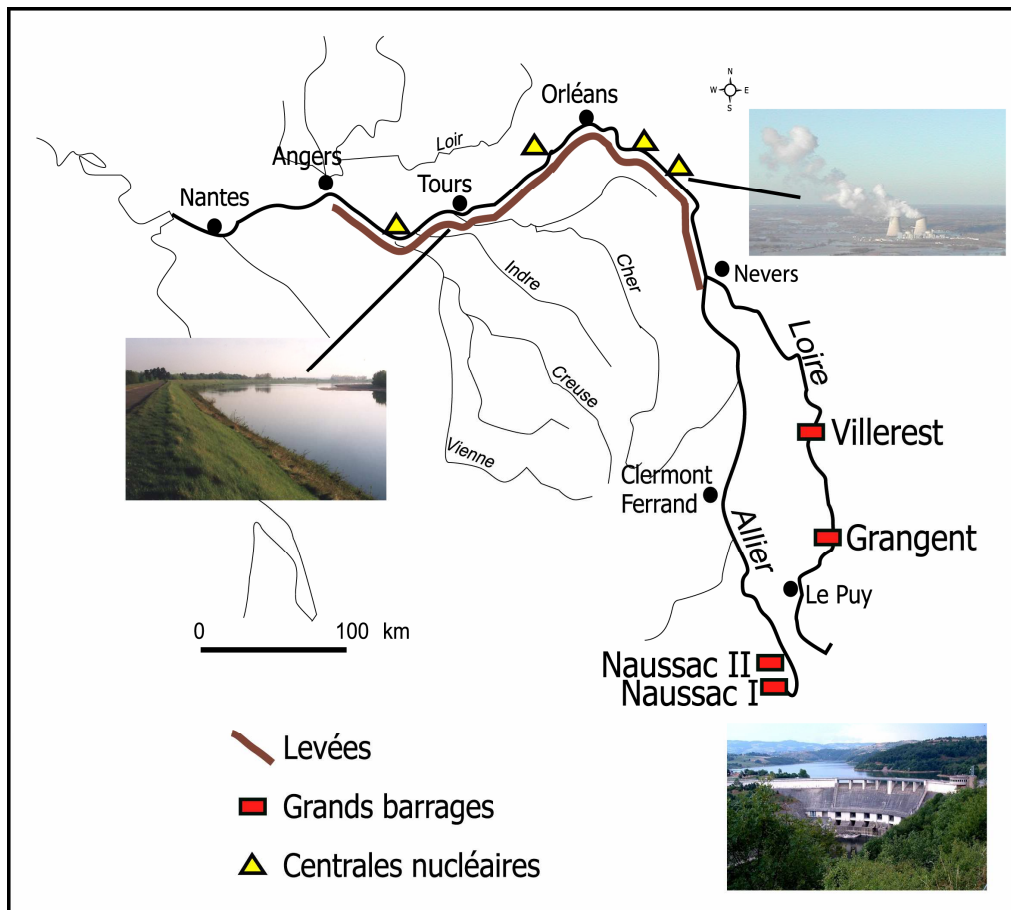 Orléans
N
W E
S
Loir
Angers
Tours
Nantes
Nevers
Cher
Indre
Loire
Creuse
Villerest
Vienne
Clermont
Ferrand
Allier
Grangent
Le Puy
0 100 km
Naussac II
Naussac I
Levées
Grands barrages
Centrales nucléaires